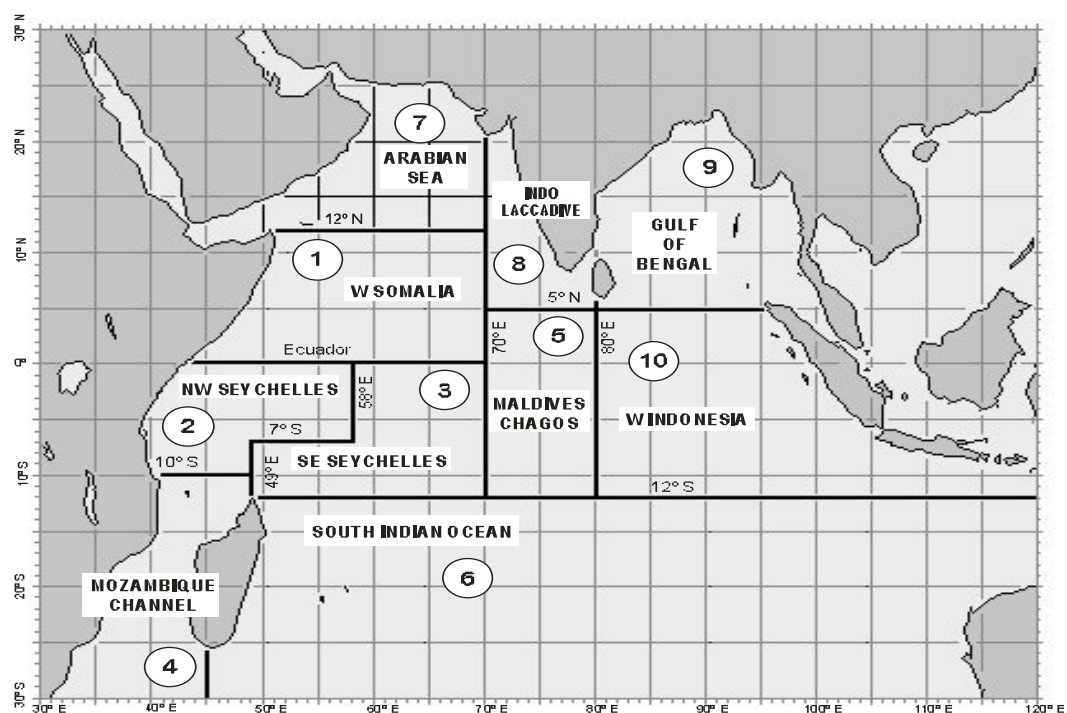 30° N
20° N
10° N
0°
10° S
20° S
30° S
7
ARABIAN
SEA
9
INDO
LACCADIVE
12° N
GULF
OF
BENGAL
1
8
W SOMALIA
5° N
5
70° E
80° E
10
Ecuador
NW SEYCHELLES
58° E
3
MALDIVES
CHAGOS
W INDONESIA
2
7° S
SE SEYCHELLES
10° S
49° E
12° S
SOUTH INDIAN OCEAN
6
MOZAMBIQUE
CHANNEL
4
30° E
40° E
50° E
60° E
70° E
80° E
90° E
100° E
110° E
120° E